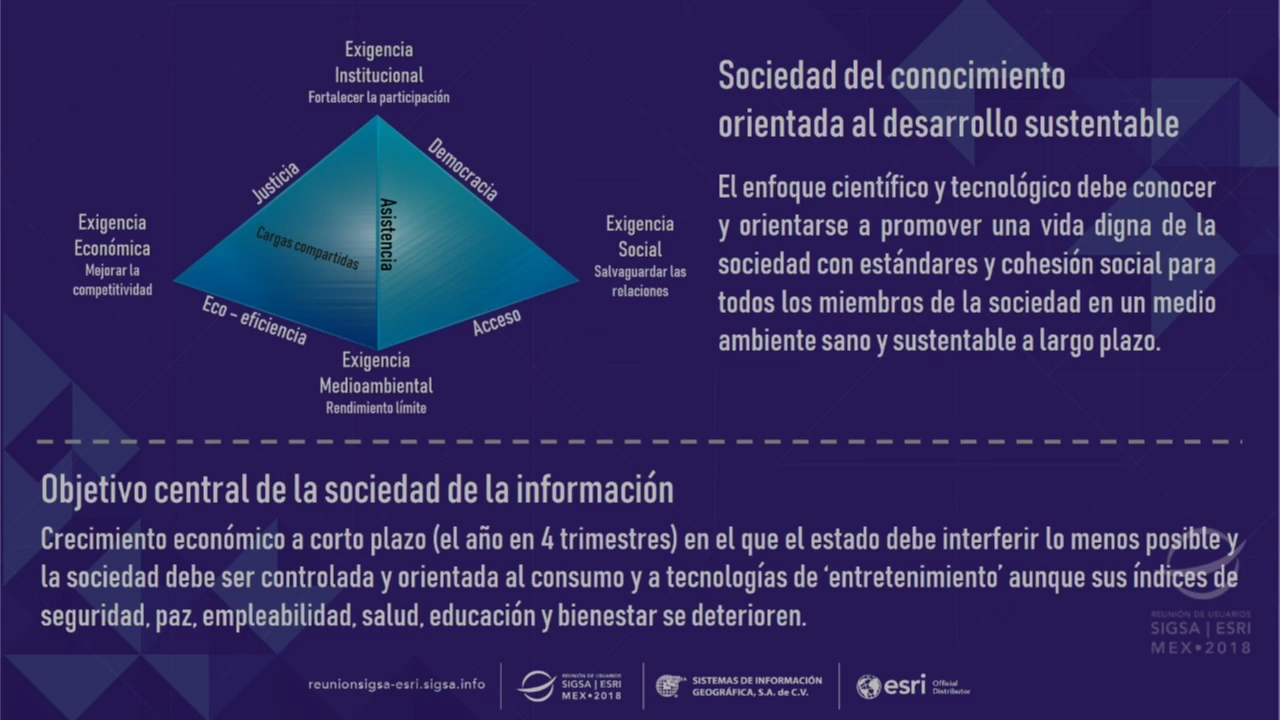 Exigencia
Institucional
Fortalecer la participación
Justicia
Democracia
Asistencia
Cargas compartidas
Exigencia
Económica
Mejorar la
competitividad
Exigencia
Social
Salvaguardar las
relaciones
Eco - eficiencia
Acceso
Exigencia
Medioambiental
Rendimiento límite
Sociedad del conocimiento
orientada al desarrollo sustentable
El enfoque científico y tecnológico debe conocer
y orientarse a promover una vida digna de la
sociedad con estándares y cohesión social para
todos los miembros de la sociedad en un medio
ambiente sano y sustentable a largo plazo.
Objetivo central de la sociedad de la información
Crecimiento económico a corto plazo (el año en 4 trimestres) en el que el estado debe interferir lo menos posible y
la sociedad debe ser controlada y orientada al consumo y a tecnologías de ‘entretenimiento’ aunque sus índices de
seguridad, paz, empleabilidad, salud, educación y bienestar se deterioren.
REUNIÓN DE USUARIOS
SIGSA | ESRI
MEX•2018
reunionsigsa-esri.sigsa.info
REUNIÓN DE USUARIOS
SIGSA | ESRI
MEX•2018
SISTEMAS DE INFORMACIÓN
GEOGRÁFICA, S.A. de C.V.
esri Official
Distributor